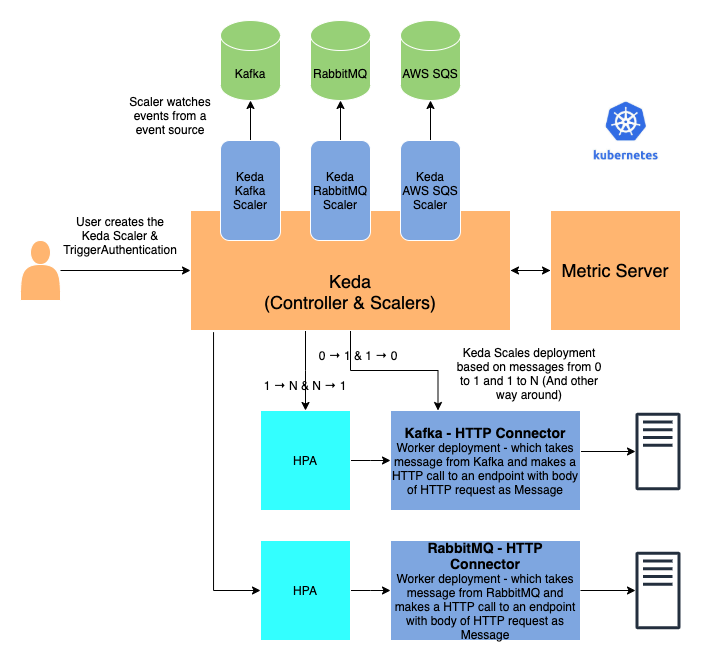 Kafka
RabbitMQ
AWS SQS
Scaler watches
events from a
event source
kubernetes
Keda
Kafka
Scaler
Keda
RabbitMQ
Scaler
Keda
AWS SQS
Scaler
User creates the
Keda Scaler &
TriggerAuthentication
Keda
(Controller & Scalers)
Metric Server
0 → 1 & 1 → 0
1 → N & N → 1
Keda Scales deployment
based on messages from 0
to 1 and 1 to N (And other
way around)
HPA
Kafka - HTTP Connector
Worker deployment - which takes
message from Kafka and makes a
HTTP call to an endpoint with body
of HTTP request as Message
HPA
RabbitMQ - HTTP
Connector
Worker deployment - which takes
message from RabbitMQ and
makes a HTTP call to an endpoint
with body of HTTP request as
Message